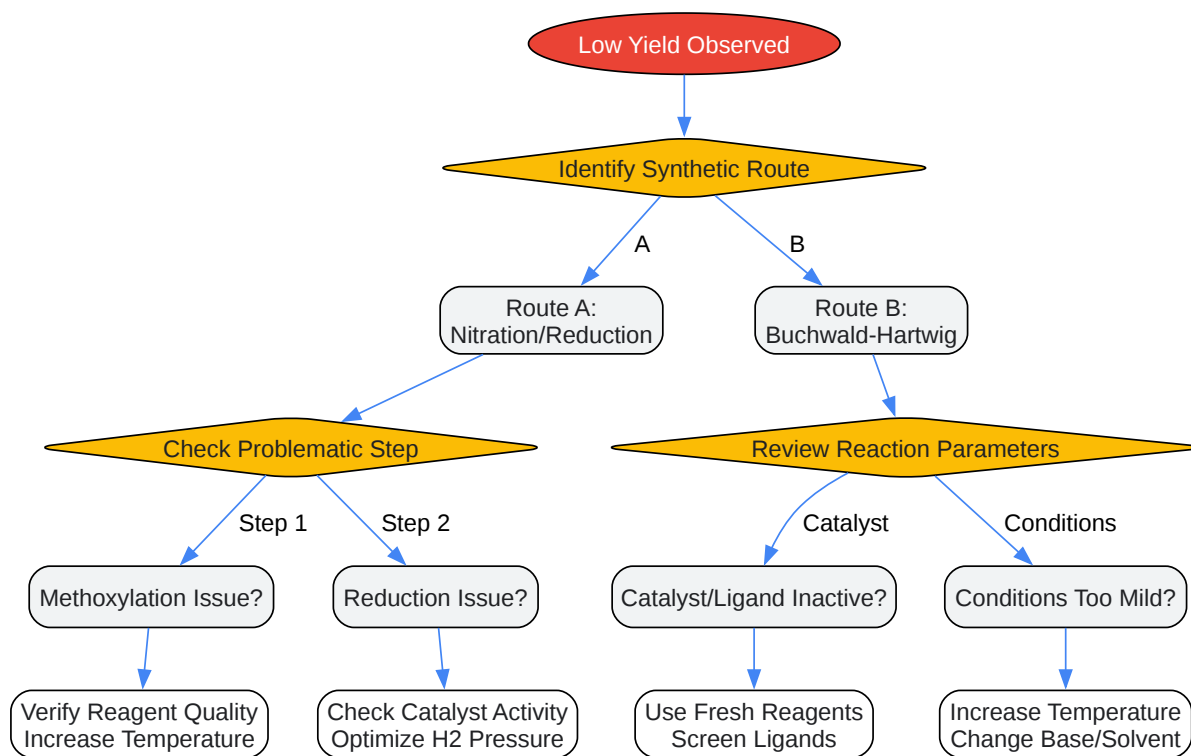 Low Yield Observed
Identify Synthetic Route
A
B
Route A:
Nitration/Reduction
Route B:
Buchwald-Hartwig
Check Problematic Step
Review Reaction Parameters
Step 1
Step 2
Catalyst
Conditions
Methoxylation Issue?
Reduction Issue?
Catalyst/Ligand Inactive?
Conditions Too Mild?
Verify Reagent Quality
Increase Temperature
Check Catalyst Activity
Optimize H2 Pressure
Use Fresh Reagents
Screen Ligands
Increase Temperature
Change Base/Solvent